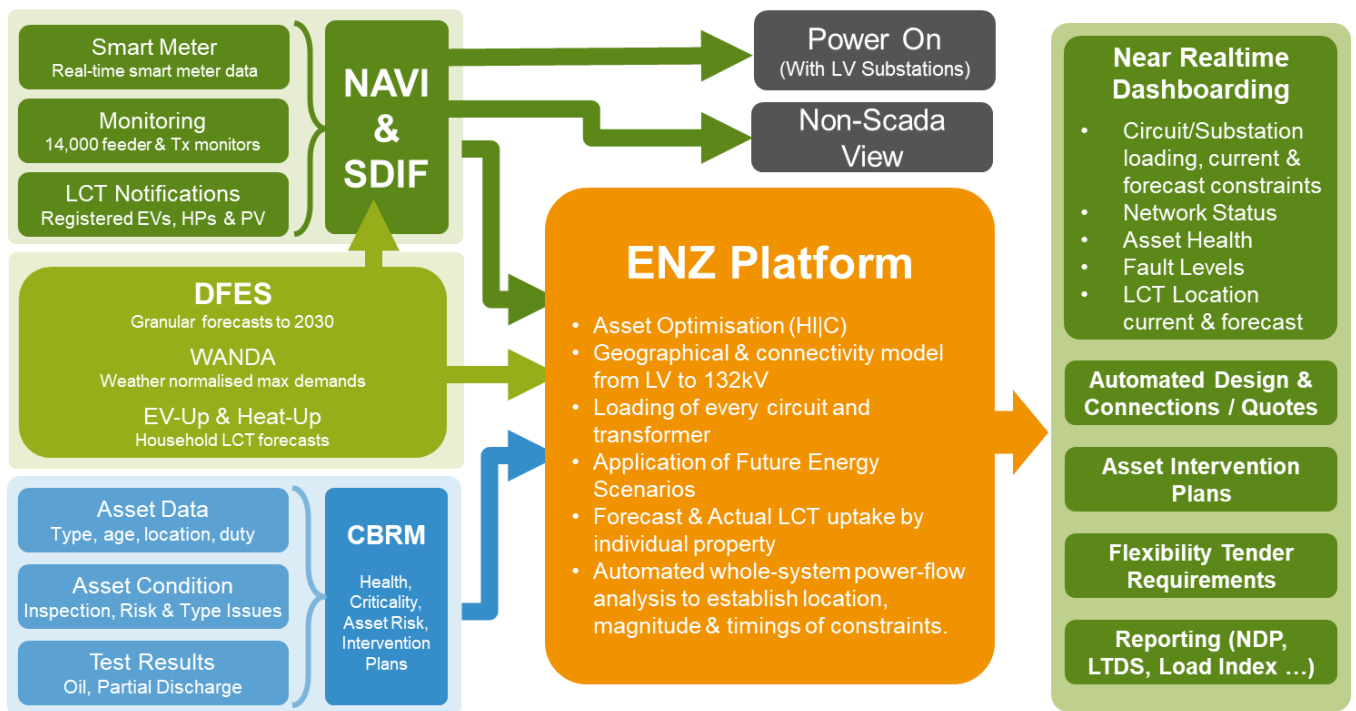 Smart Meter
Real-time smart meter data
Monitoring
14,000 feeder & Tx monitors
LCT Notifications
Registered EVs, HPs & PV
NAVI
&
SDIF
DFES
Granular forecasts to 2030
WANDA
Weather normalised max demands
EV-Up & Heat-Up
Household LCT forecasts
Asset Data
Type, age, location, duty
Asset Condition
Inspection, Risk & Type Issues
Test Results
Oil, Partial Discharge
CBRM
Health,
Criticality,
Asset Risk,
Intervention
Plans
Power On
(With LV Substations)
Non-Scada
View
ENZ Platform
• Asset Optimisation (HI|C)
• Geographical & connectivity model
from LV to 132kV
• Loading of every circuit and
transformer
• Application of Future Energy
Scenarios
• Forecast & Actual LCT uptake by
individual property
• Automated whole-system power-flow
analysis to establish location,
magnitude & timings of constraints.
Near Realtime
Dashboarding
• Circuit/Substation
loading, current &
forecast constraints
• Network Status
• Asset Health
• Fault Levels
• LCT Location
current & forecast
Automated Design &
Connections / Quotes
Asset Intervention
Plans
Flexibility Tender
Requirements
Reporting (NDP,
LTDS, Load Index ...)